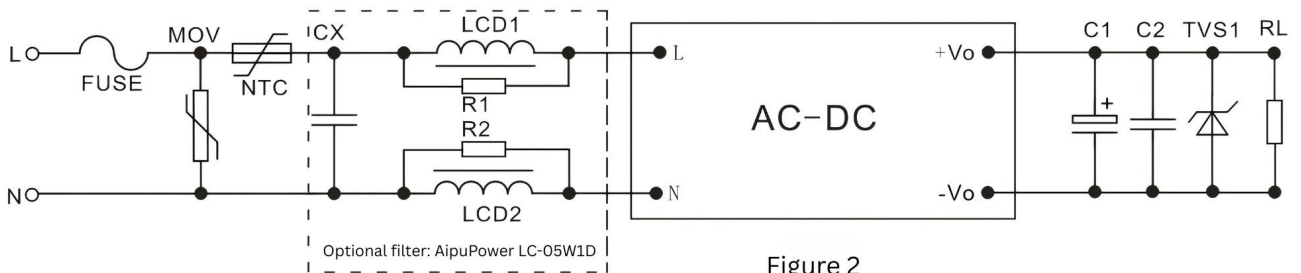 L
FUSE
MOV
NTC
CX
LCD1
R1
R2
LCD2
N
Optional filter: AipuPower LC-05W1D
L
N
AC-DC
+Vo
-Vo
C1
+
C2
TVS1
RL
Figure 2